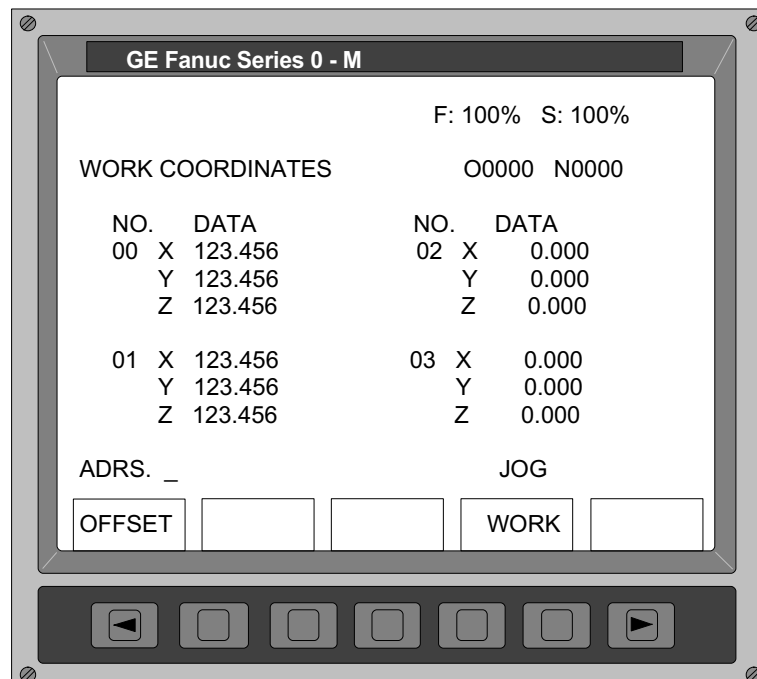 GE Fanuc Series 0 - M
F: 100% S: 100%
WORK COORDINATES O0000 N0000
NO. DATA NO. DATA
00 X 123.456 02 X 0.000
Y 123.456 Y 0.000
Z 123.456 Z 0.000
01 X 123.456 03 X 0.000
Y 123.456 Y 0.000
Z 123.456 Z 0.000
ADRS. _ JOG
OFFSET WORK